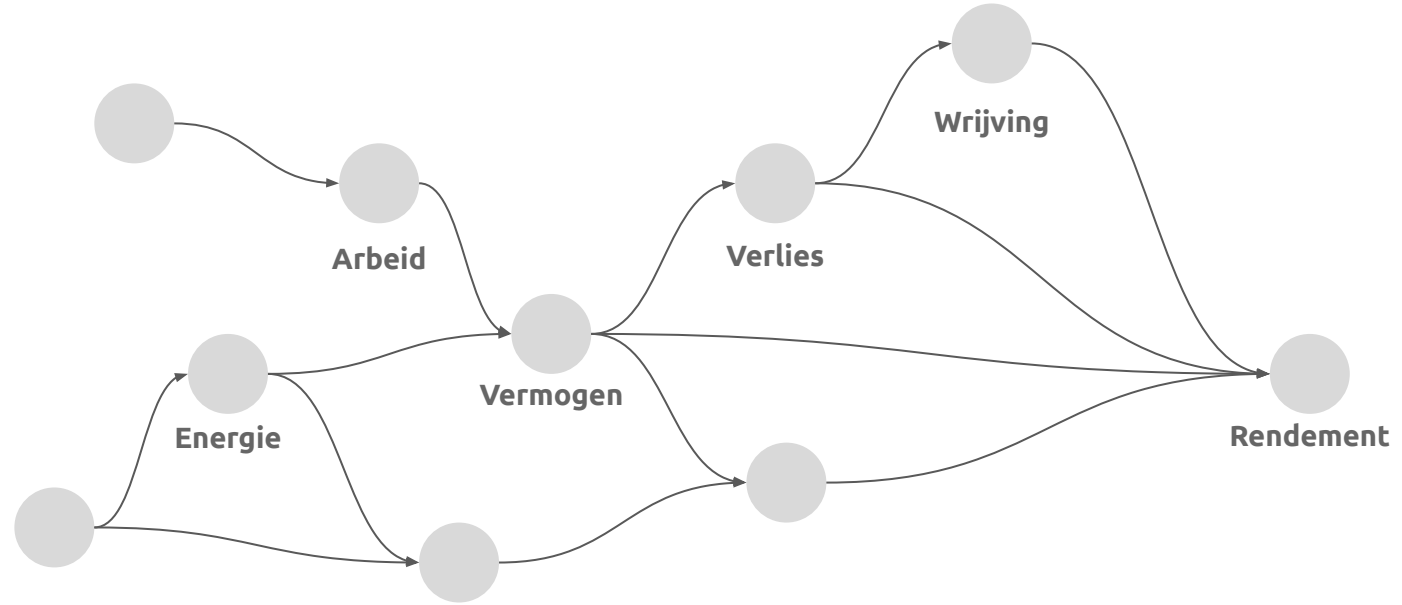 Wrijving
Arbeid
Verlies
Vermogen
Energie
Rendement